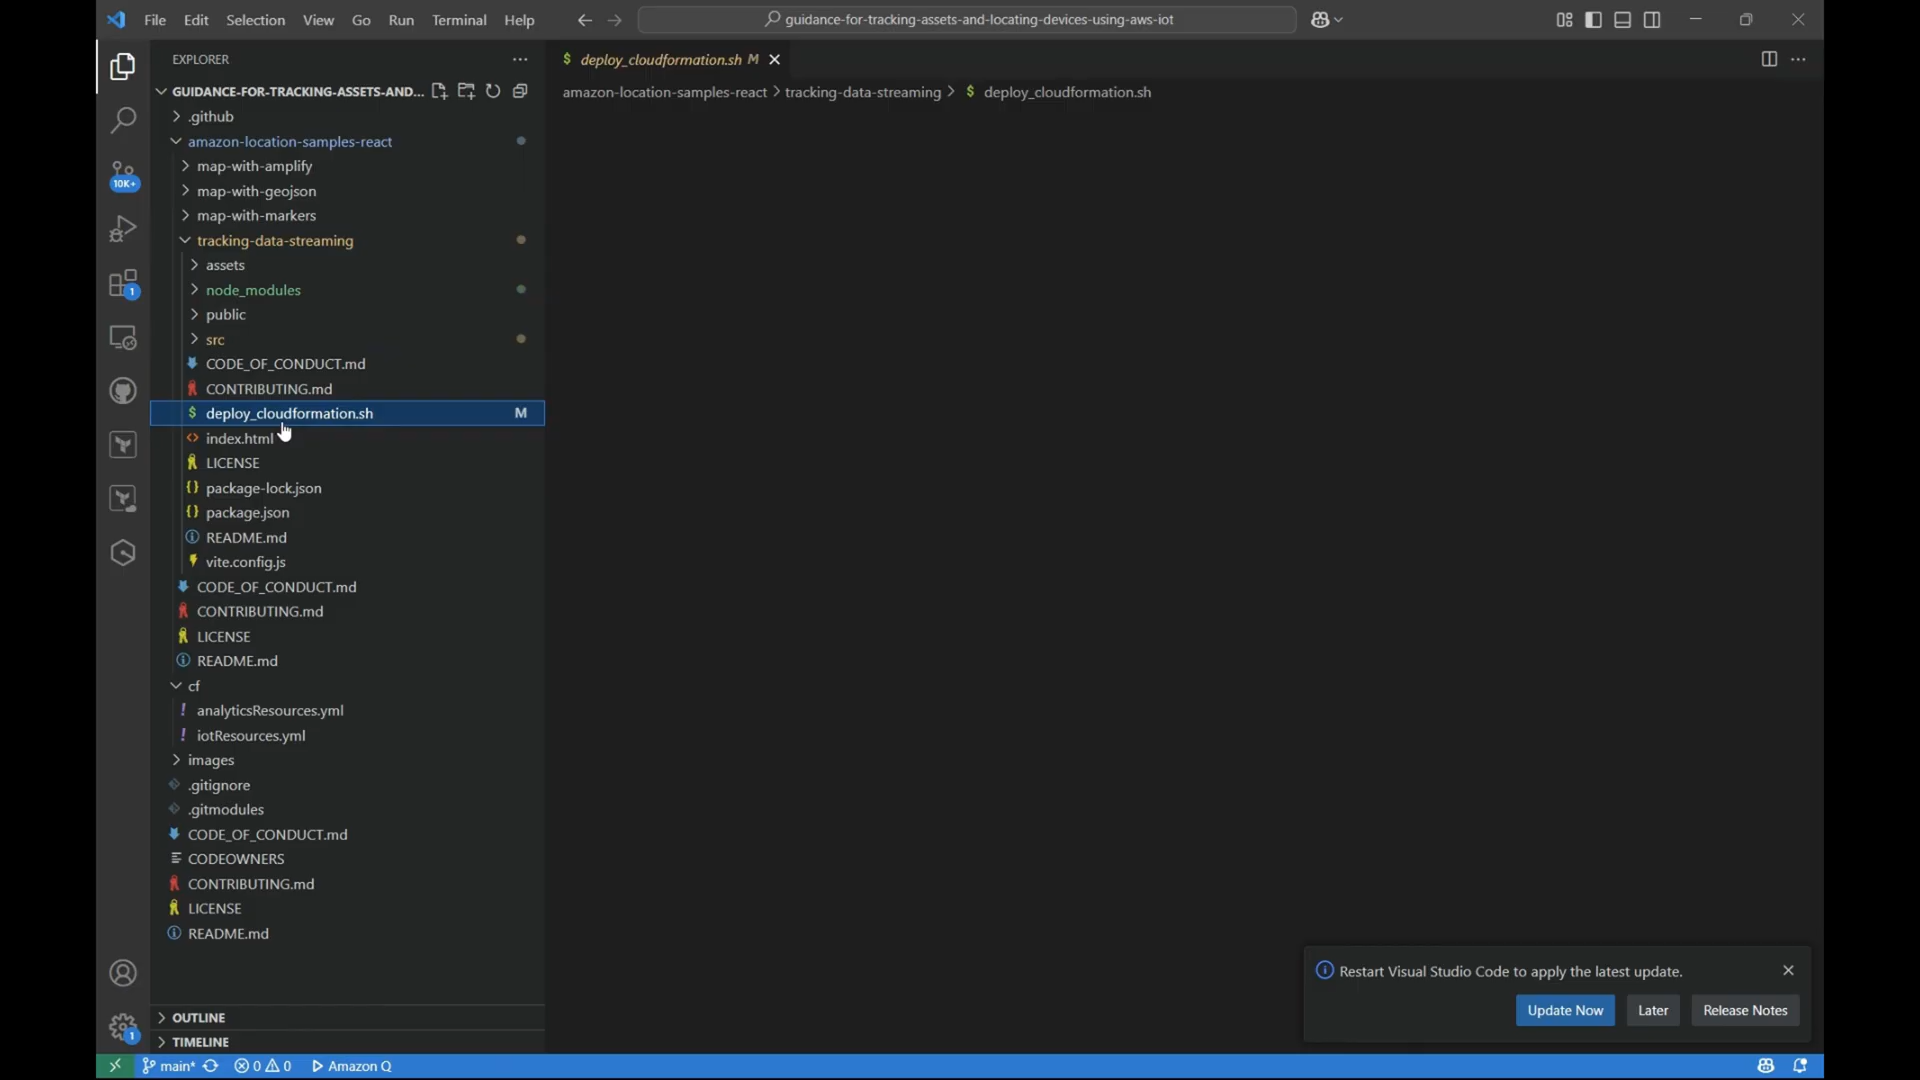 File Edit Selection View Go Run Terminal Help
guidance-for-tracking-assets-and-locating-devices-using-aws-iot
EXPLORER
GUIDANCE-FOR-TRACKING-ASSETS-AND...
.github
amazon-location-samples-react
map-with-amplify
map-with-geojson
map-with-markers
tracking-data-streaming
assets
node_modules
public
src
CODE_OF_CONDUCT.md
CONTRIBUTING.md
$ deploy_cloudformation.sh M
<> index.html
LICENSE
{} package-lock.json
{} package.json
README.md
vite.config.js
CODE_OF_CONDUCT.md
CONTRIBUTING.md
LICENSE
README.md
cf
! analyticsResources.yml
! iotResources.yml
images
.gitignore
.gitmodules
CODE_OF_CONDUCT.md
CODEOWNERS
CONTRIBUTING.md
LICENSE
README.md
OUTLINE
TIMELINE
10K+
1
1
$ deploy_cloudformation.sh M
amazon-location-samples-react > tracking-data-streaming > $ deploy_cloudformation.sh
Restart Visual Studio Code to apply the latest update.
Update Now Later Release Notes
main* 0 0 Amazon Q